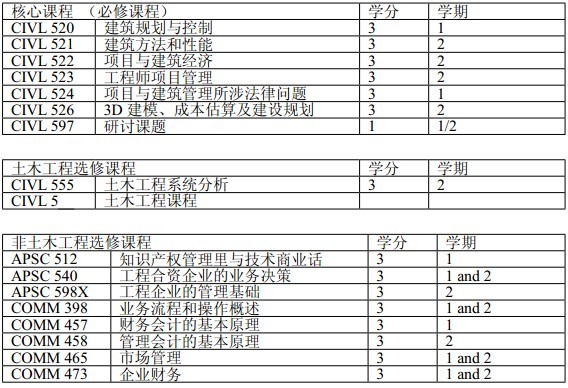 核心课程 （必修课程） 学分 学期
CIVL 520 建筑规划与控制 3 1
CIVL 521 建筑方法和性能 3 2
CIVL 522 项目与建筑经济 3 2
CIVL 523 工程师项目管理 3 2
CIVL 524 项目与建筑管理所涉法律问题 3 1
CIVL 526 3D 建模、成本估算及建设规划 3 2
CIVL 597 研讨课题 1 1/2
土木工程选修课程 学分 学期
CIVL 555 土木工程系统分析 3 2
CIVL 5 土木工程课程
非土木工程选修课程 学分 学期
APSC 512 知识产权管理里与技术商业话 3 1
APSC 540 工程合资企业的业务决策 3 1 and 2
APSC 598X 工程企业的管理基础 3 2
COMM 398 业务流程和操作概述 3 1 and 2
COMM 457 财务会计的基本原理 3 1
COMM 458 管理会计的基本原理 3 2
COMM 465 市场管理 3 1 and 2
COMM 473 企业财务 3 1 and 2